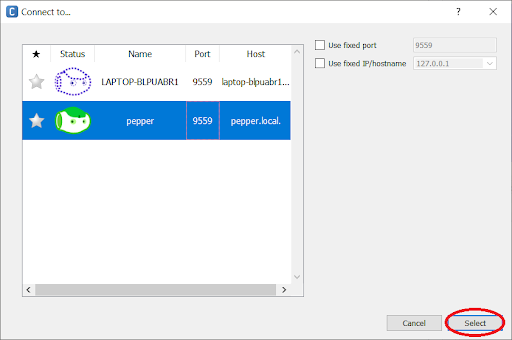 C Connect to...
?
★ Status Name Port Host
LAPTOP-BLPUABR1 9559 laptop-blpuabr1...
pepper 9559 pepper.local.
Use fixed port 9559
Use fixed IP/hostname 127.0.0.1
Cancel Select